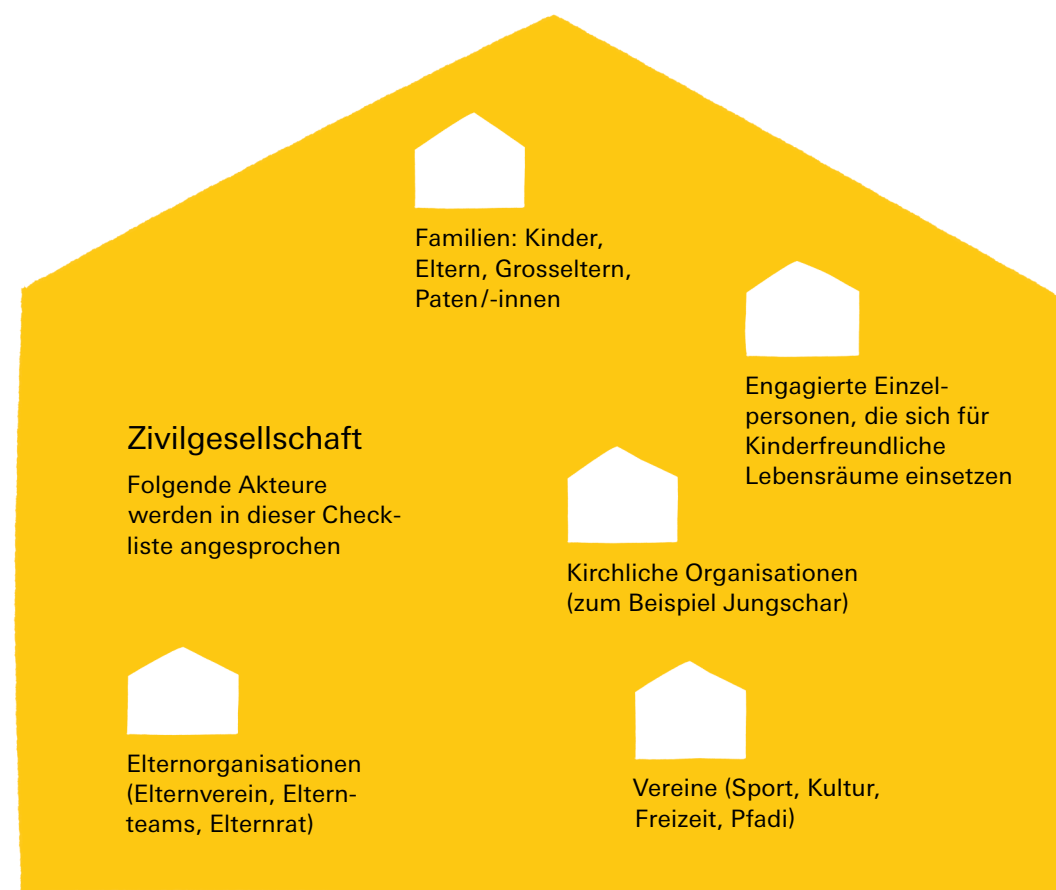 Familien: Kinder,
Eltern, Grosseltern,
Paten/-innen
Engagierte Einzel-
personen, die sich für
Kinderfreundliche
Lebensräume einsetzen
Zivilgesellschaft
Folgende Akteure
werden in dieser Check-
liste angesprochen
Kirchliche Organisationen
(zum Beispiel Jungschar)
Elternorganisationen
(Elternverein, Eltern-
teams, Elternrat)
Vereine (Sport, Kultur,
Freizeit, Pfadi)